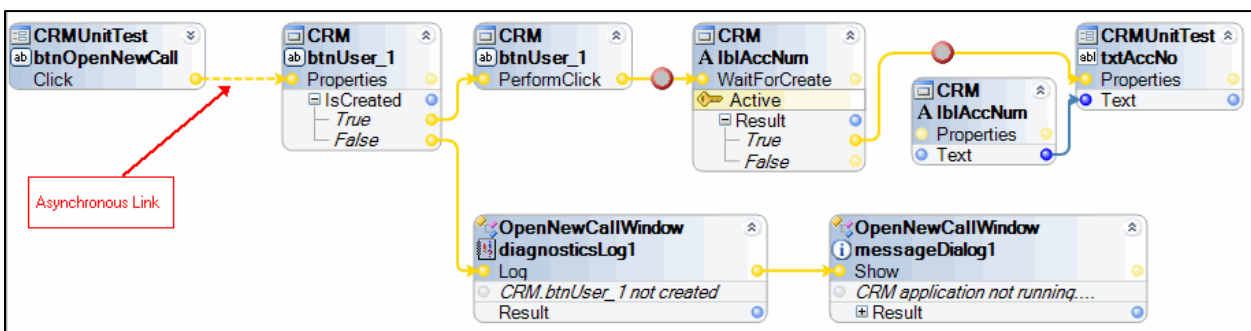 CRMUnitTest
btnOpenNewCall
Click
Asynchronous Link
CRM
btnUser_1
Properties
IsCreated
True
False
CRM
btnUser_1
PerformClick
CRM
A lblAccNum
WaitForCreate
Active
Result
True
False
CRM
A lblAccNum
Properties
Text
CRMUnitTest
txtAccNo
Properties
Text
OpenNewCallWindow
diagnosticsLog1
Log
CRM.btnUser_1 not created
Result
OpenNewCallWindow
messageDialog1
Show
CRM application not running....
Result